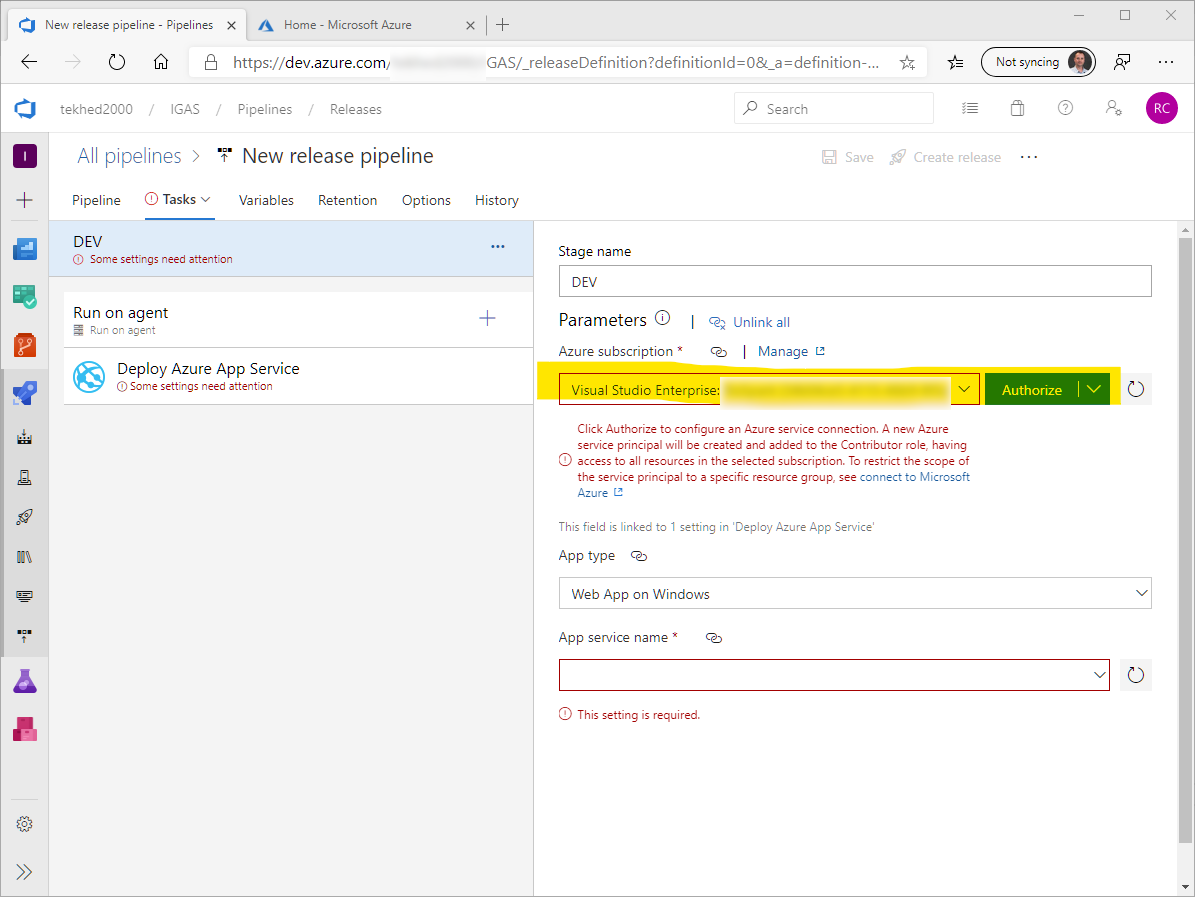 New release pipeline - Pipelines
Home - Microsoft Azure
https://dev.azure.com/ GAS/_releaseDefinition?definitionId=0&_a=definition-...
Not syncing
tekhed2000 / IGAS / Pipelines / Releases
Search
RC
I
All pipelines > New release pipeline
Save
Create release
Pipeline
Tasks
Variables
Retention
Options
History
DEV
Some settings need attention
Run on agent
Run on agent
Deploy Azure App Service
Some settings need attention
Stage name
DEV
Parameters
Unlink all
Azure subscription *
| Manage
Visual Studio Enterprise:
Authorize
Click Authorize to configure an Azure service connection. A new Azure
service principal will be created and added to the Contributor role, having
access to all resources in the selected subscription. To restrict the scope of
the service principal to a specific resource group, see connect to Microsoft
Azure
This field is linked to 1 setting in 'Deploy Azure App Service'
App type
Web App on Windows
App service name *
This setting is required.